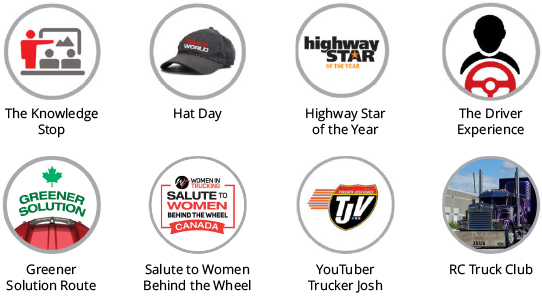 WORLD
highway
STAR
OF THE YEAR
The Knowledge
Stop
Hat Day
Highway Star
of the Year
The Driver
Experience
GREENER
SOLUTION
WOMEN IN
TRUCKING
SALUTE TO
WOMEN
BEHIND THE WHEEL
CANADA
TJV
ZEUS
Greener
Solution Route
Salute to Women
Behind the Wheel
YouTuber
Trucker Josh
RC Truck Club